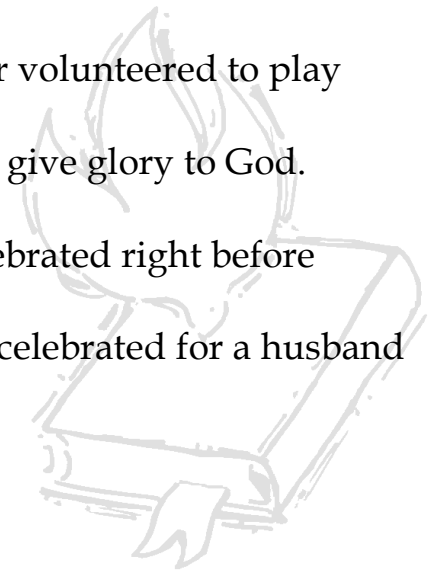 r volunteered to play
give glory to God.
ebrated right before
celebrated for a husband